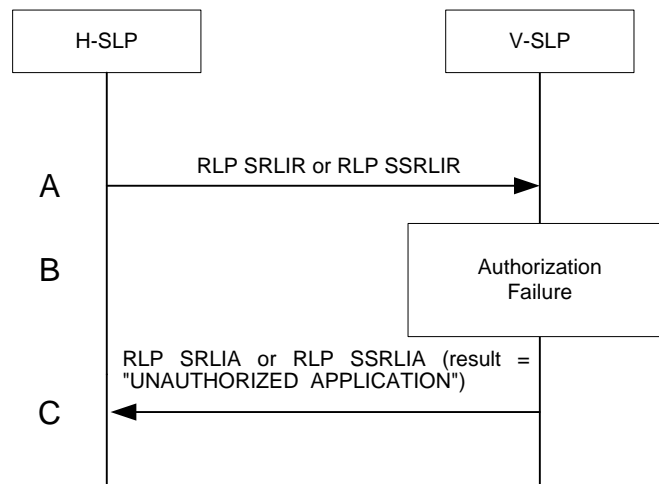 H-SLP
V-SLP
A
RLP SRLIR or RLP SSRLIR
B
Authorization
Failure
RLP SRLIA or RLP SSRLIA (result =
"UNAUTHORIZED APPLICATION")
C